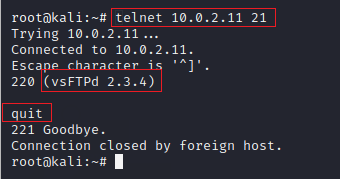 root@kali:~# telnet 10.0.2.11 21
Trying 10.0.2.11...
Connected to 10.0.2.11.
Escape character is '^]'.
220 (vsFTPd 2.3.4)
quit
221 Goodbye.
Connection closed by foreign host.
root@kali:~#